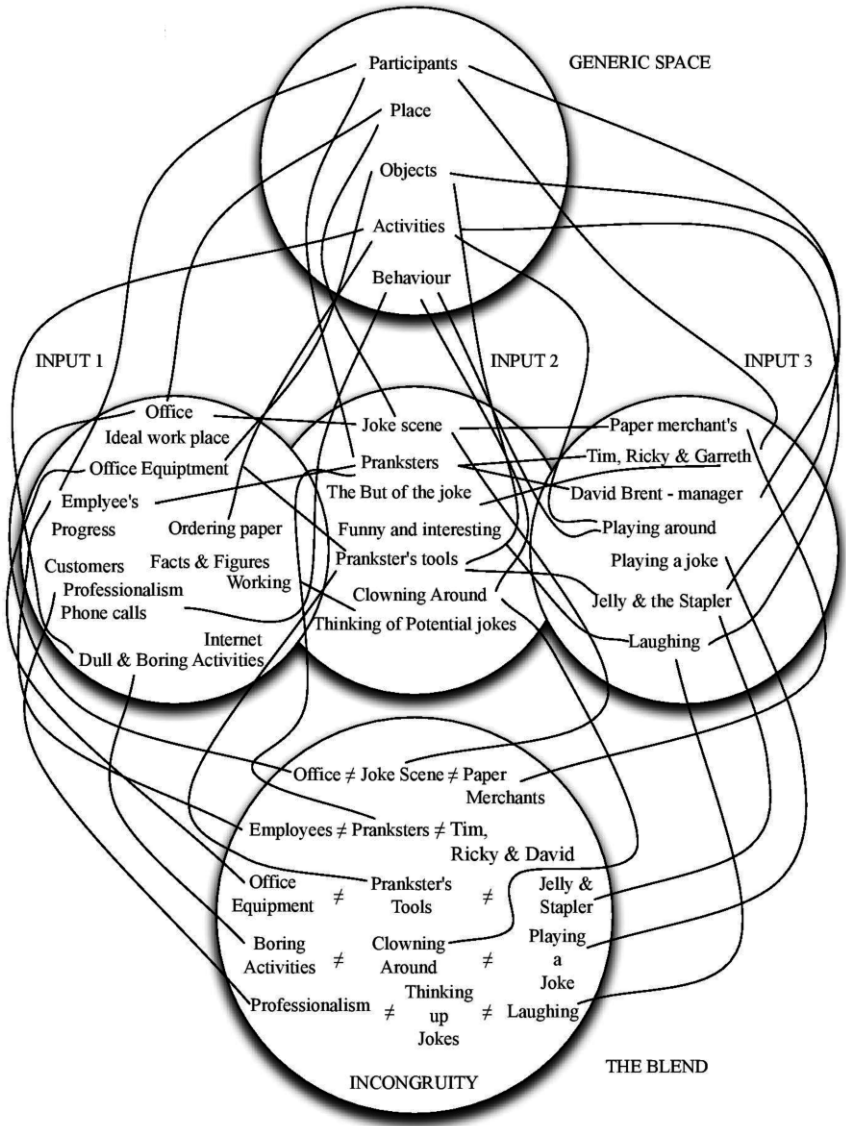 GENERIC SPACE
Participants
Place
Objects
Activities
Behaviour
INPUT 1
INPUT 2
INPUT 3
Office
Ideal work place
Office Equiptment
Emplyee's
Progress
Ordering paper
Customers
Facts & Figures
Professionalism
Working
Phone calls
Internet
Dull & Boring Activities
Joke scene
Pranksters
The But of the joke
Funny and interesting
Prankster's tools
Clowning Around
Thinking of Potential jokes
Paper merchant's
Tim, Ricky & Garreth
David Brent - manager
Playing around
Playing a joke
Jelly & the Stapler
Laughing
Office ≠ Joke Scene ≠ Paper
Merchants
Employees ≠ Pranksters ≠ Tim,
Ricky & David
Office
Equipment
≠
Prankster's
Tools
≠
Jelly &
Stapler
Boring
Activities
≠
Clowning
Around
≠
Playing
a
Joke
Professionalism
≠
Thinking
up
Jokes
≠
Laughing
INCONGRUITY
THE BLEND